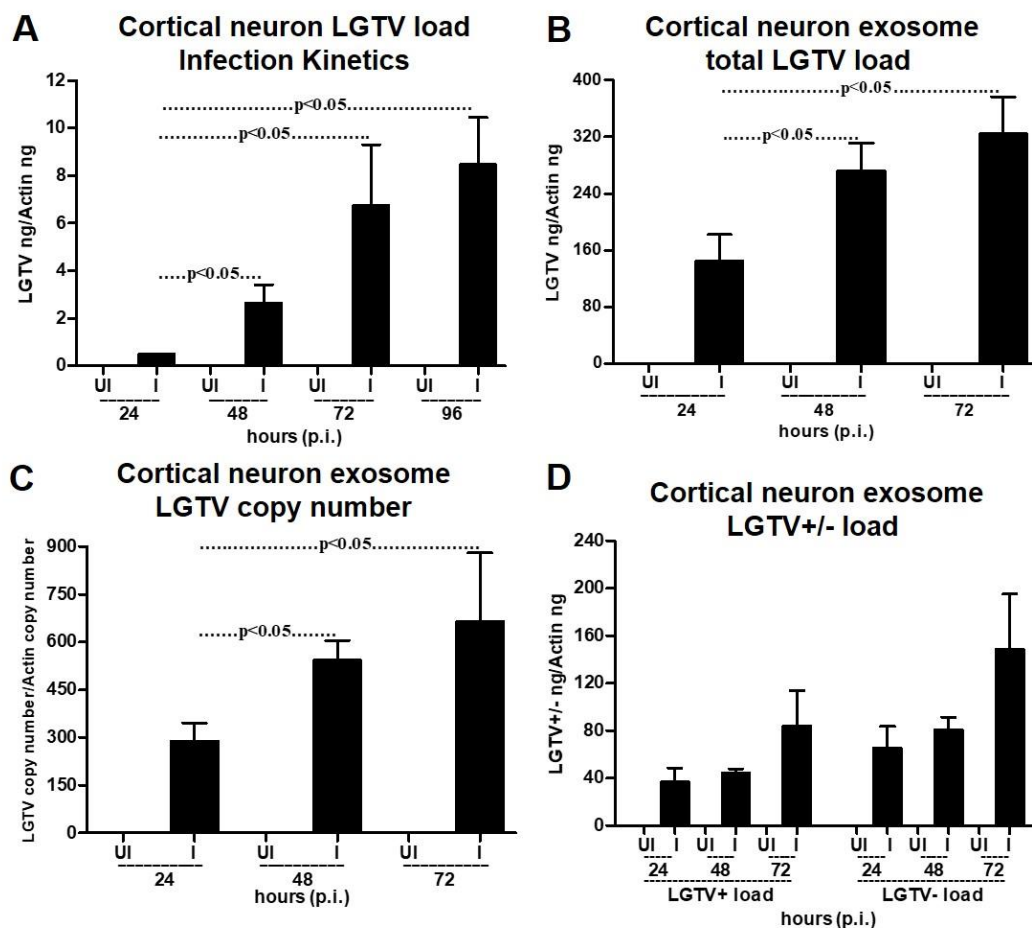 A
Cortical neuron LGTV load
Infection Kinetics
LGTV ng/Actin ng
12
10
8
6
4
2
0
p<0.05
p<0.05
p<0.05
UI I UI I UI I UI I
24 48 72 96
hours (p.i.)
B
Cortical neuron exosome
total LGTV load
LGTV ng/Actin ng
400
320
240
160
80
0
p<0.05
p<0.05
UI I UI I UI I
24 48 72
hours (p.i.)
C
Cortical neuron exosome
LGTV copy number
LGTV copy number/Actin copy number
900
750
600
450
300
150
0
p<0.05
p<0.05
UI I UI I UI I
24 48 72
hours (p.i.)
D
Cortical neuron exosome
LGTV+/- load
LGTV+/- ng/Actin ng
240
200
160
120
80
40
0
UI I UI I UI I UI I UI I UI I
24 48 72 24 48 72
LGTV+ load LGTV- load
hours (p.i.)